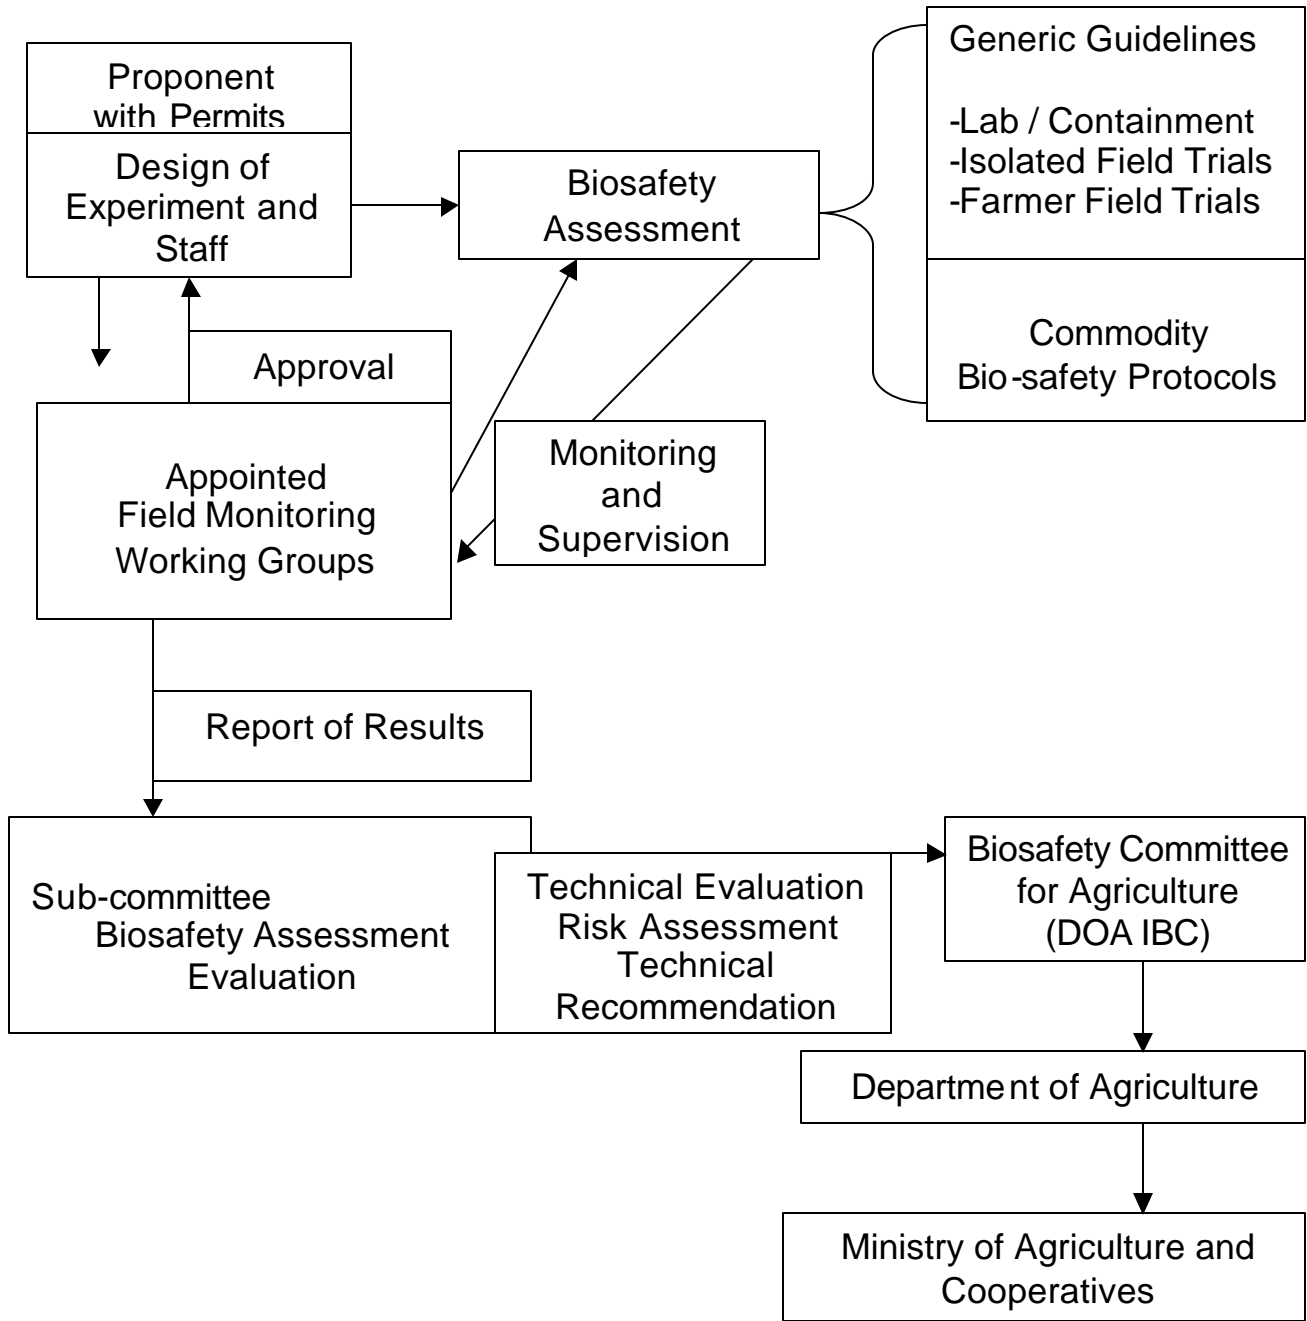 Proponent
with Permits
Design of
Experiment and
Staff
Biosafety
Assessment
Generic Guidelines
-Lab / Containment
-Isolated Field Trials
-Farmer Field Trials
Commodity
Bio-safety Protocols
Approval
Appointed
Field Monitoring
Working Groups
Monitoring
and
Supervision
Report of Results
Sub-committee
Biosafety Assessment
Evaluation
Technical Evaluation
Risk Assessment
Technical
Recommendation
Biosafety Committee
for Agriculture
(DOA IBC)
Department of Agriculture
Ministry of Agriculture and
Cooperatives